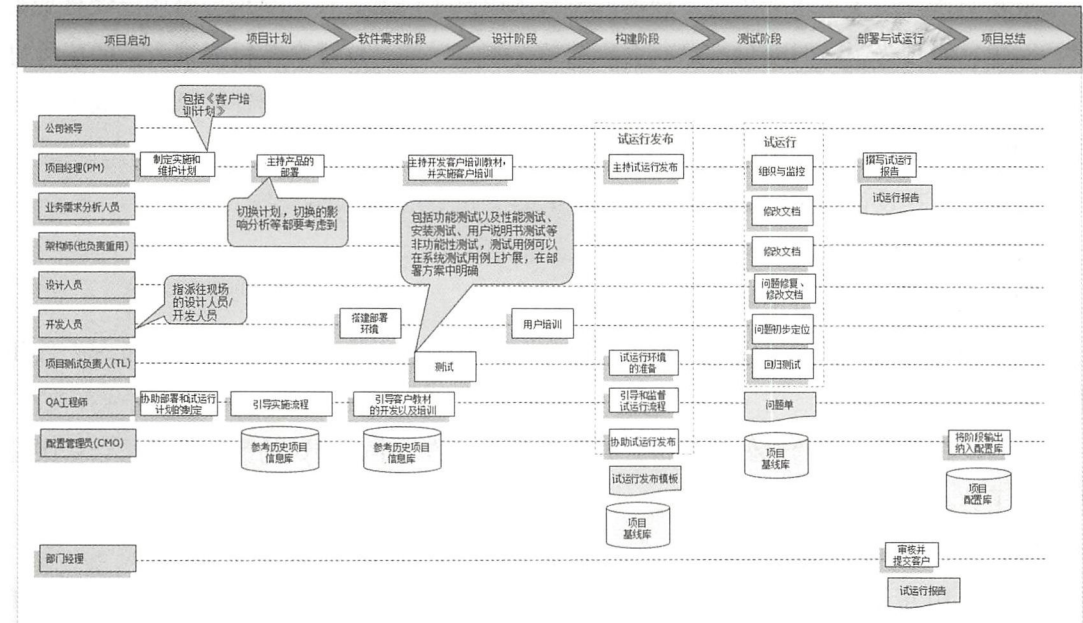 项目启动
项目计划
软件需求阶段
设计阶段
构建阶段
测试阶段
部署与试运行
项目总结
包括《客户培
训计划》
公司领导
试运行发布
试运行
项目经理(PM)
制定实施和
维护计划
主持产品的
部署
主持开发客户培训教材,
并实施客户培训
主持试运行发布
组织与监控
撰写试运行
报告
业务需求分析人员
切换计划，切换的影
响分析等都要考虑到
包括功能测试以及性能测试、
安装测试、用户说明书测试等
非功能性测试，测试用例可以
在系统测试用例上扩展，在部
署方案中明确
修改文档
试运行报告
架构师(也负责重用)
修改文档
设计人员
指派往现场
的设计人员/
开发人员
问题修复、
修改文档
开发人员
搭建部署
环境
用户培训
问题初步定位
项目测试负责人(TL)
测试
试运行环境
的准备
回归测试
QA工程师
协助部署和试运行
计划的制定
引导实施流程
引导客户教材
的开发以及培训
引导和监督
试运行流程
问题单
配置管理员(CMO)
参考历史项目
信息库
参考历史项目
信息库
协助试运行发布
项目
基线库
将阶段输出
纳入配置库
试运行发布模板
项目
配置库
项目
基线库
部门经理
审核并
提交客户
试运行报告